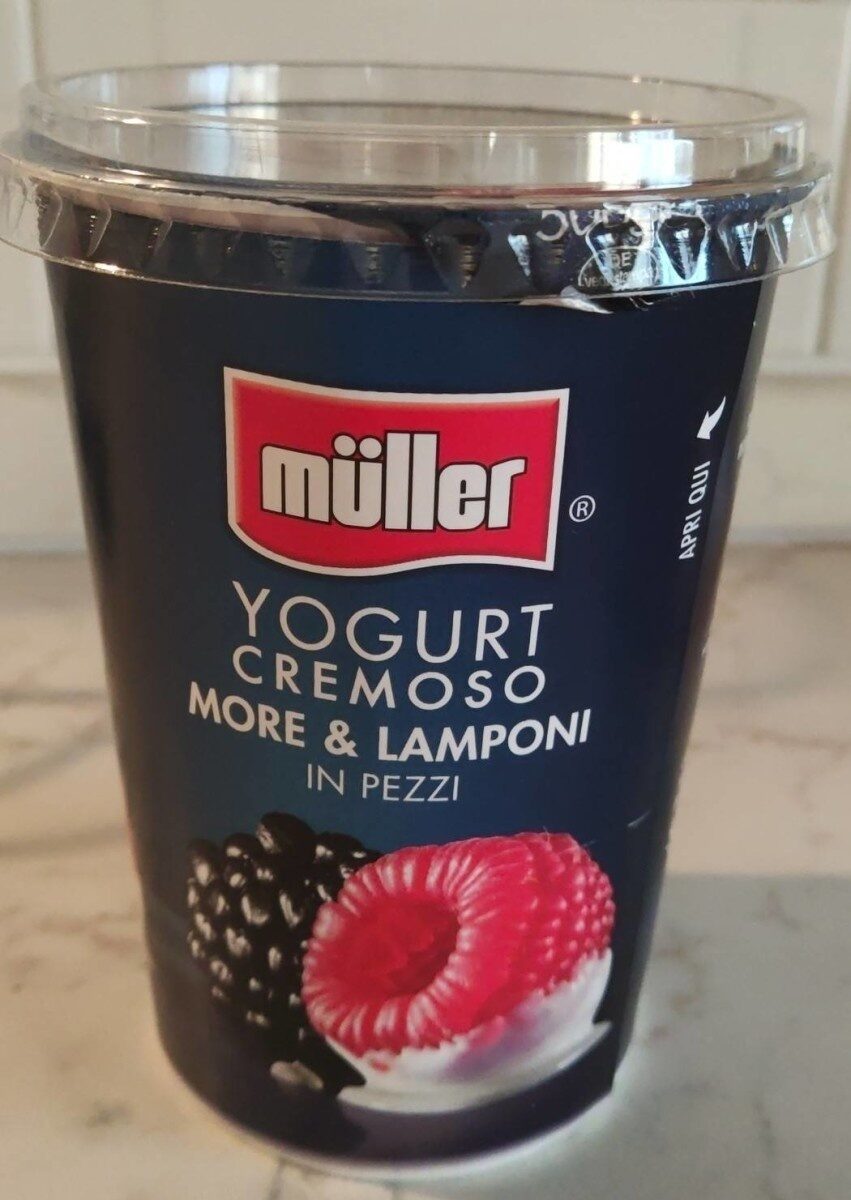 müller
®
YOGURT
CREMOSO
MORE & LAMPONI
IN PEZZI
APRI QUI